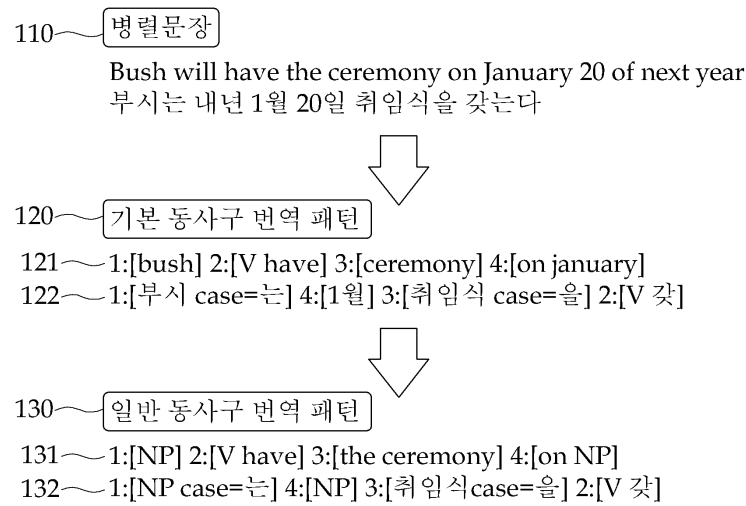 110 병렬문장
Bush will have the ceremony on January 20 of next year
부시는 내년 1월 20일 취임식을 갖는다
120 기본 동사구 번역 패턴
121 1:[bush] 2:[V have] 3:[ceremony] 4:[on january]
122 1:[부시 case=는] 4:[1월] 3:[취임식 case=을] 2:[V 갖]
130 일반 동사구 번역 패턴
131 1:[NP] 2:[V have] 3:[the ceremony] 4:[on NP]
132 1:[NP case=는] 4:[NP] 3:[취임식case=을] 2:[V 갖]